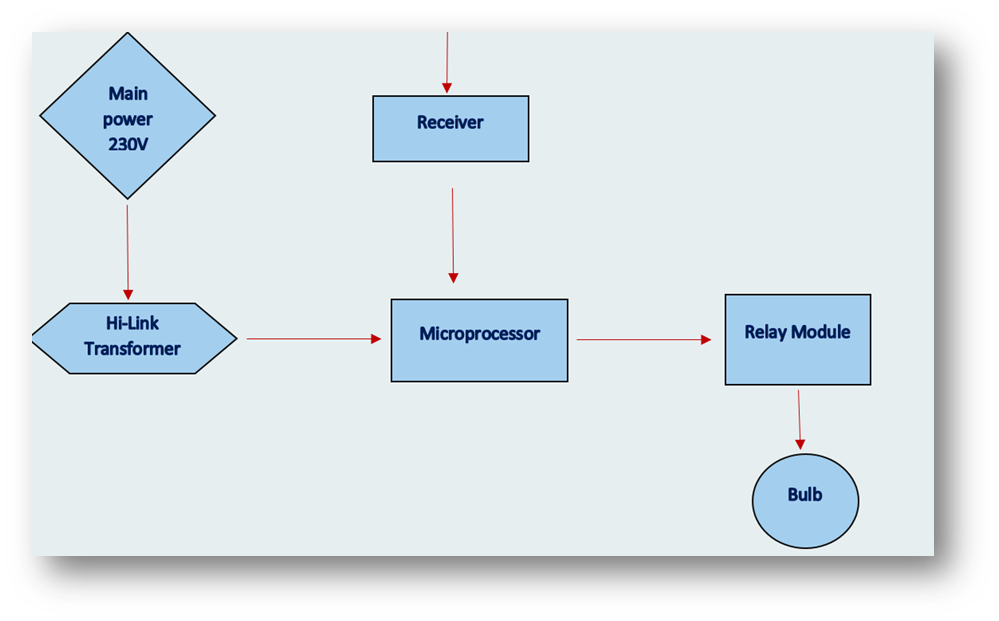 Main
power
230V
Receiver
Hi-Link
Transformer
Microprocessor
Relay Module
Bulb